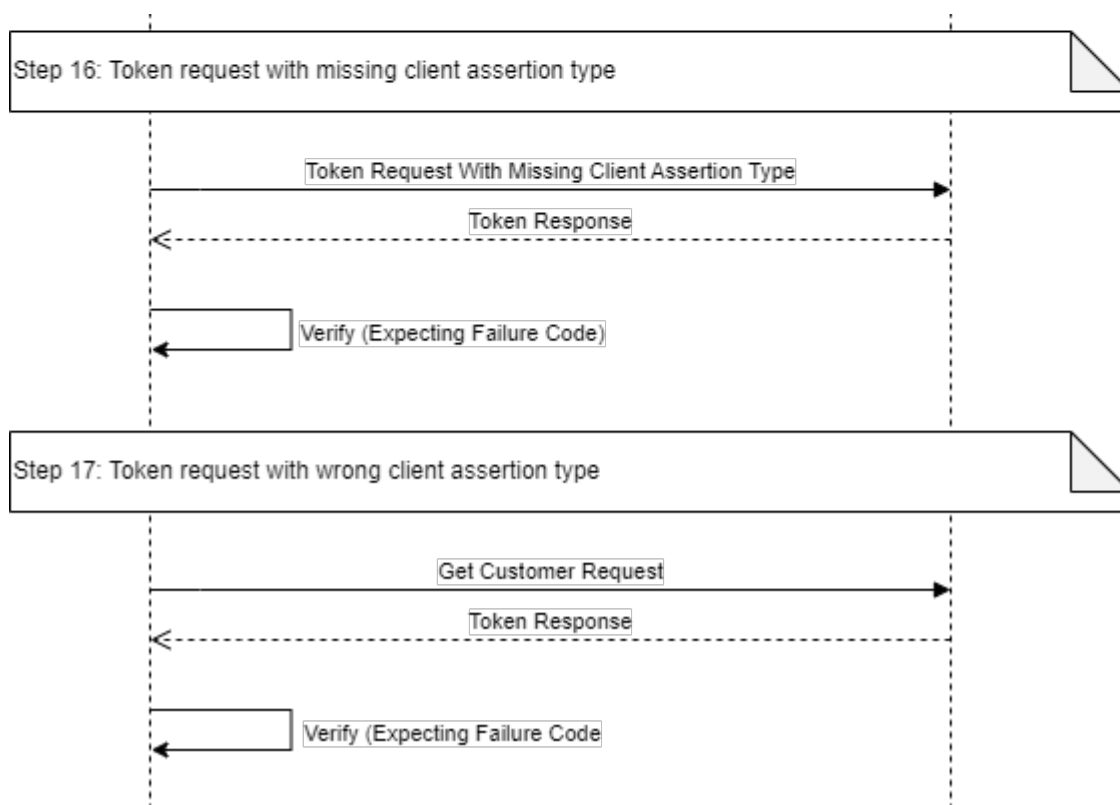 Step 16: Token request with missing client assertion type
Token Request With Missing Client Assertion Type
Token Response
Verify (Expecting Failure Code)
Step 17: Token request with wrong client assertion type
Get Customer Request
Token Response
Verify (Expecting Failure Code